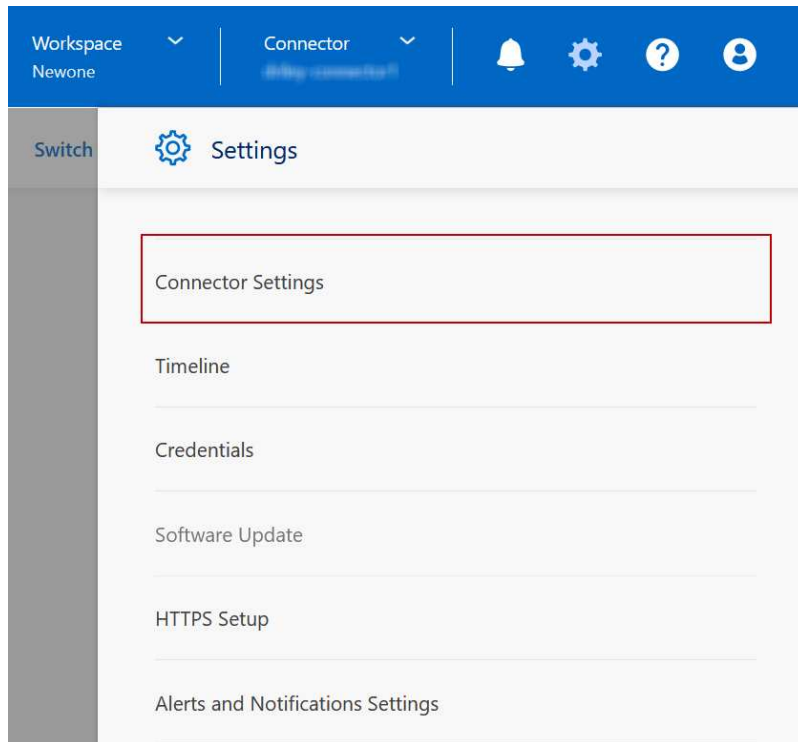 Workspace
Newone
Connector
Switch
Settings
Connector Settings
Timeline
Credentials
Software Update
HTTPS Setup
Alerts and Notifications Settings